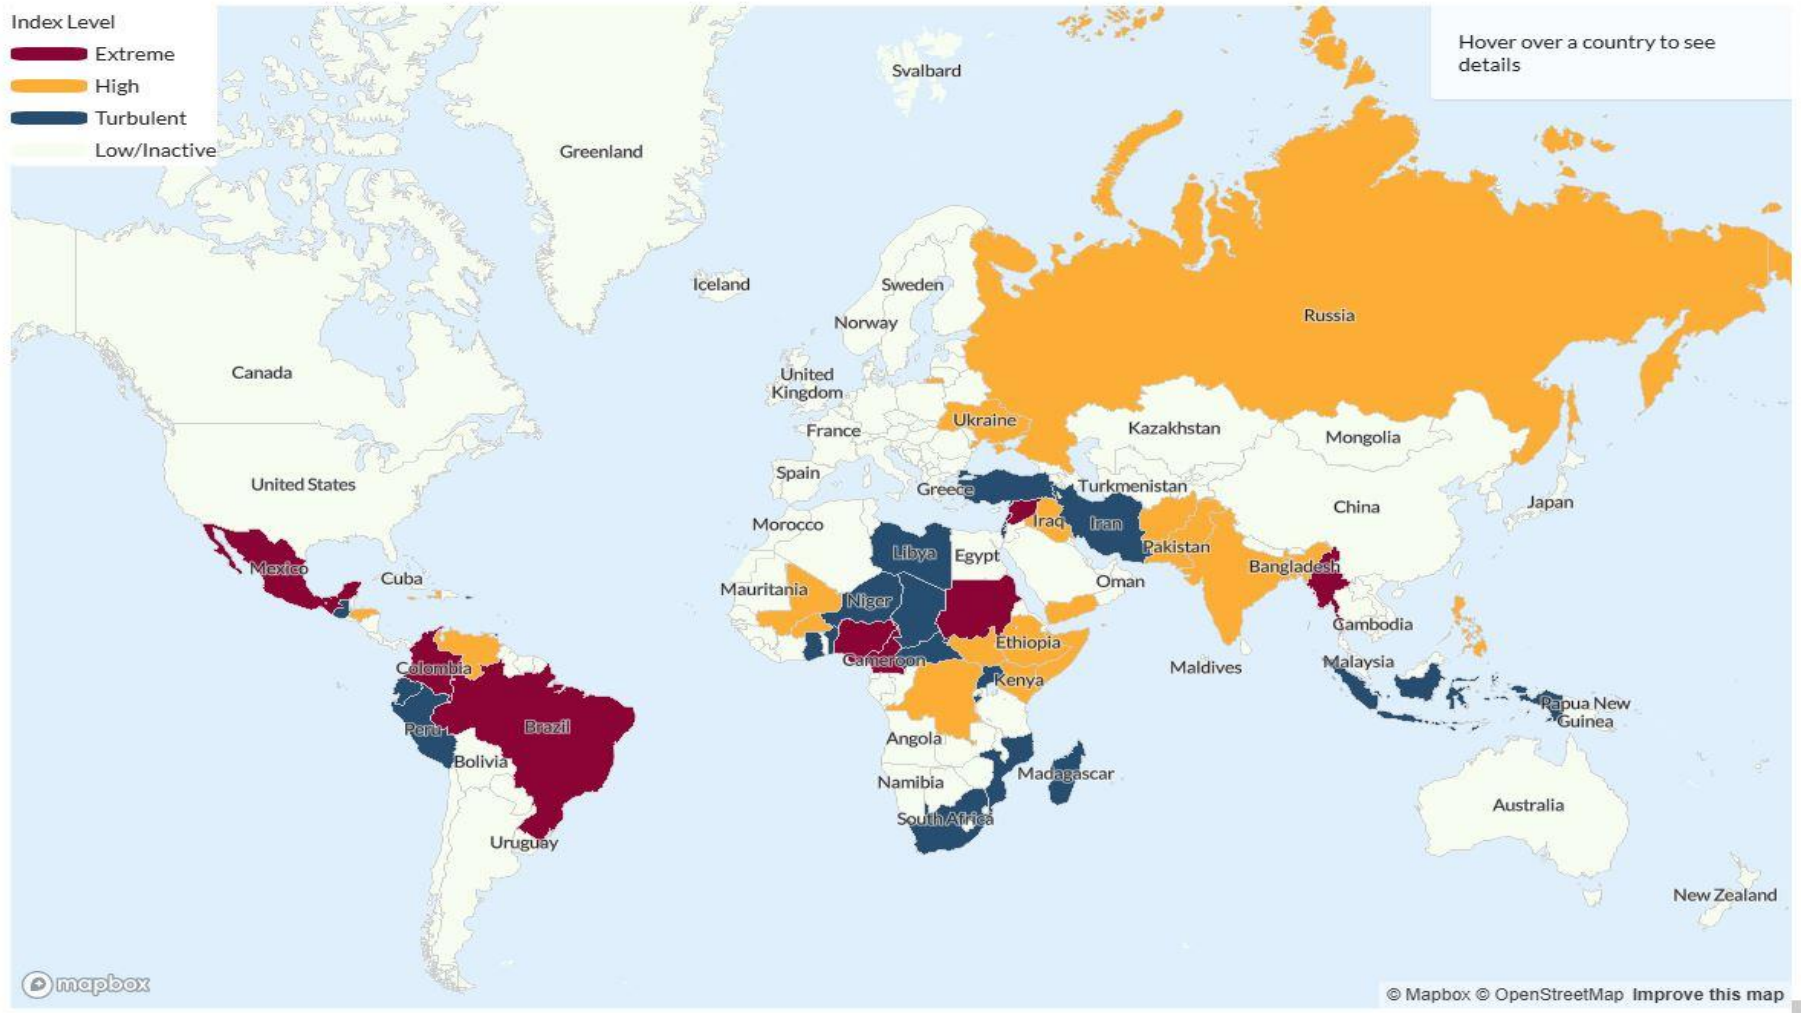 Index Level
Extreme
High
Turbulent
Low/Inactive
Hover over a country to see
details
Svalbard
Greenland
Iceland
Sweden
Norway
Russia
Canada
United
Kingdom
Ukraine
France
Kazakhstan
Mongolia
United States
Spain
Greece
Turkmenistan
China
Japan
Morocco
Iraq
Iran
Pakistan
Libya
Egypt
Mexico
Cuba
Mauritania
Niger
Oman
Bangladesh
Cambodia
Ethiopia
Colombia
Cameroon
Kenya
Maldives
Malaysia
Peru
Brazil
Papua New
Guinea
Angola
Bolivia
Namibia
Madagascar
South Africa
Australia
Uruguay
New Zealand
mapbox
© Mapbox © OpenStreetMap Improve this map